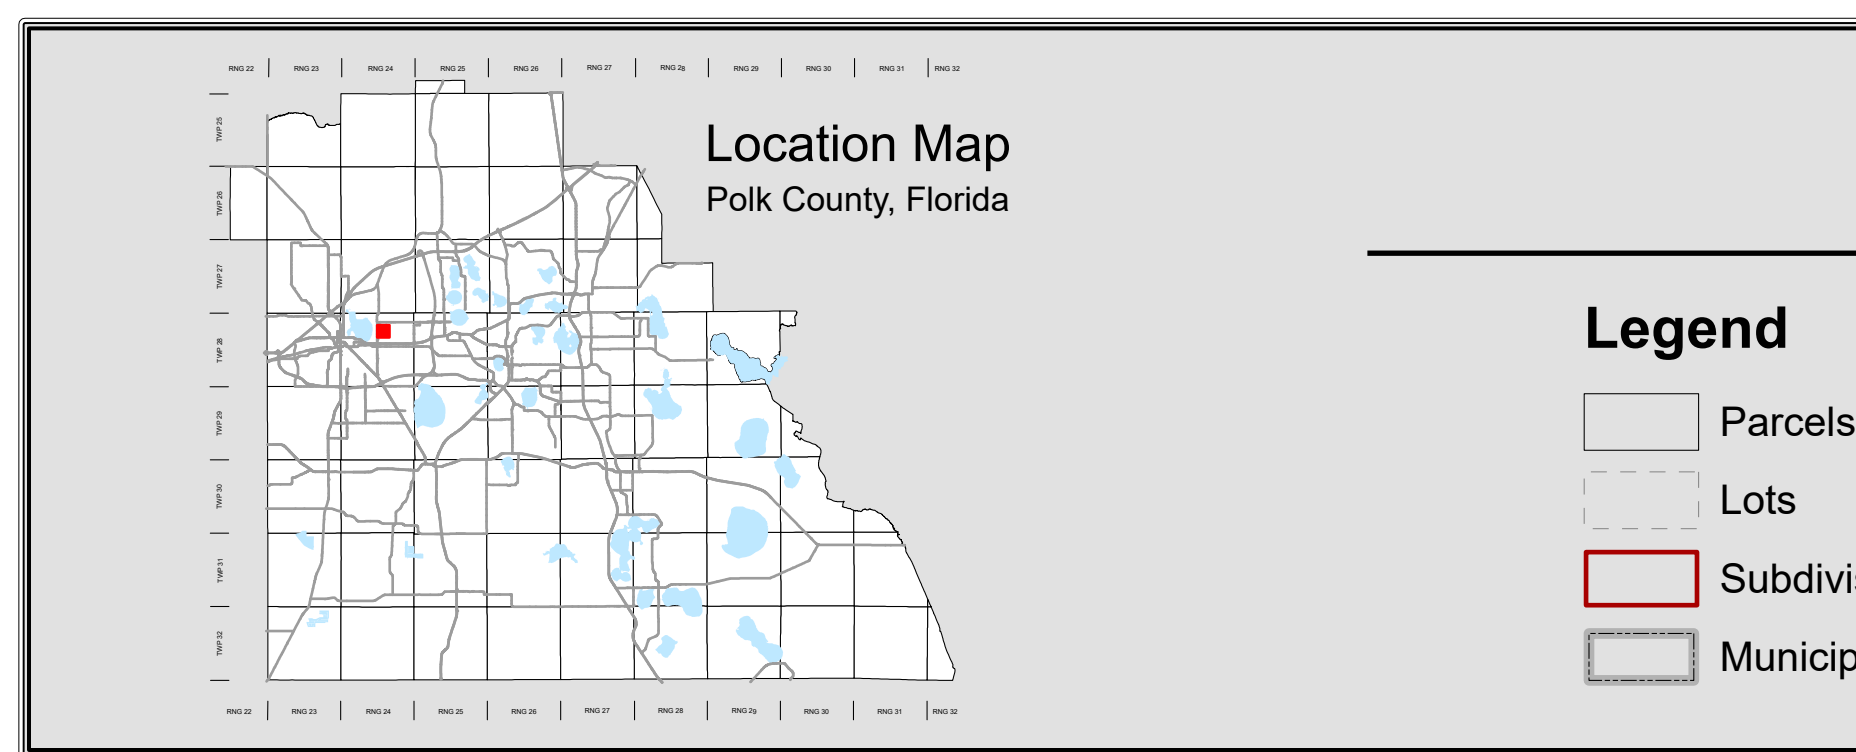 RNG 22 RNG 23 RNG 24 RNG 25 RNG 26 RNG 27 RNG 28 RNG 29 RNG 30 RNG 31 RNG 32
TWP 25
Location Map
TWP 26
Polk County, Florida
TWP 27
TWP 28
TWP 29
TWP 30
TWP 31
TWP 32
RNG 22 RNG 23 RNG 24 RNG 25 RNG 26 RNG 27 RNG 28 RNG 29 RNG 30 RNG 31 RNG 32
Legend
Parcels
Lots
Subdivis
Municip